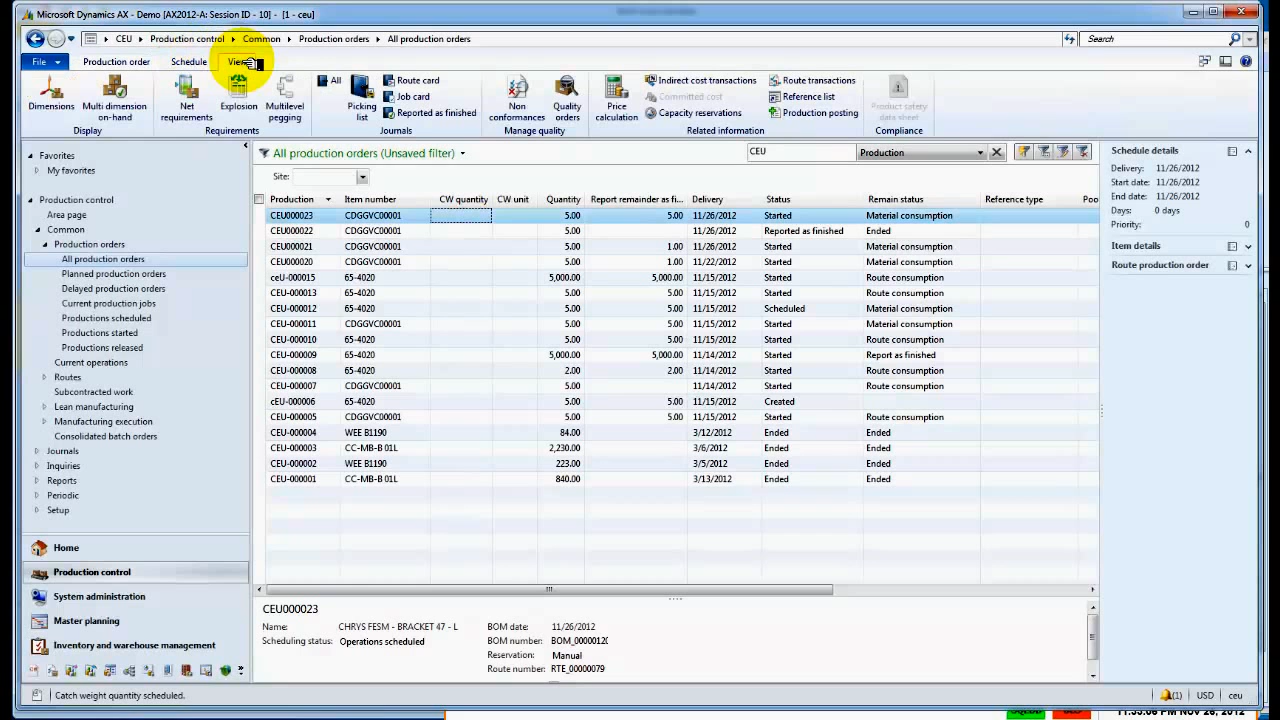 Microsoft Dynamics AX - Demo [AX2012-A: Session ID - 10] - [1 - ceu]
CEU Production control Common Production orders All production orders
Search
File Production order Schedule View
Dimensions Multi dimension on-hand Net requirements Explosion Multilevel pegging All Picking list Route card Job card Reported as finished Non conformances Quality orders Price calculation Indirect cost transactions Committed cost Capacity reservations Route transactions Reference list Production posting Product safety data sheet
Display Requirements Journals Manage quality Related information Compliance
Favorites
My favorites
Production control
Area page
Common
Production orders
All production orders
Planned production orders
Delayed production orders
Current production jobs
Productions scheduled
Productions started
Productions released
Current operations
Routes
Subcontracted work
Lean manufacturing
Manufacturing execution
Consolidated batch orders
Journals
Inquiries
Reports
Periodic
Setup
Home
Production control
System administration
Master planning
Inventory and warehouse management
All production orders (Unsaved filter) CEU Production
Site:
Production Item number CW quantity CW unit Quantity Report remainder as fi... Delivery Status Remain status Reference type Poo
CEU000023 CDGGVC00001 5.00 5.00 11/26/2012 Started Material consumption
CEU000022 CDGGVC00001 5.00 11/26/2012 Reported as finished Ended
CEU000021 CDGGVC00001 5.00 1.00 11/26/2012 Started Material consumption
CEU000020 CDGGVC00001 5.00 1.00 11/22/2012 Started Material consumption
ceU-000015 65-4020 5,000.00 5,000.00 11/15/2012 Started Route consumption
CEU-000013 65-4020 5.00 5.00 11/15/2012 Started Route consumption
CEU-000012 65-4020 5.00 5.00 11/15/2012 Scheduled Material consumption
CEU-000011 CDGGVC00001 5.00 5.00 11/15/2012 Started Material consumption
CEU-000010 65-4020 5.00 5.00 11/15/2012 Started Route consumption
CEU-000009 65-4020 5,000.00 5,000.00 11/14/2012 Started Report as finished
CEU-000008 65-4020 2.00 2.00 11/14/2012 Started Route consumption
CEU-000007 CDGGVC00001 5.00 11/14/2012 Started Route consumption
cEU-000006 65-4020 5.00 5.00 11/15/2012 Created
CEU-000005 CDGGVC00001 5.00 5.00 11/15/2012 Started Route consumption
CEU-000004 WEE B1190 84.00 3/12/2012 Ended Ended
CEU-000003 CC-MB-B 01L 2,230.00 3/6/2012 Ended Ended
CEU-000002 WEE B1190 223.00 3/5/2012 Ended Ended
CEU-000001 CC-MB-B 01L 840.00 3/13/2012 Ended Ended
CEU000023
Name: CHRYS FESM - BRACKET 47 - L BOM date: 11/26/2012
Scheduling status: Operations scheduled BOM number: BOM_0000012(
Reservation: Manual
Route number: RTE_00000079
Schedule details
Delivery: 11/26/2012
Start date: 11/26/2012
End date: 11/26/2012
Days: 0 days
Priority: 0
Item details
Route production order
Catch weight quantity scheduled. (1) USD ceu
11:35:06 PM Nov 26, 2012